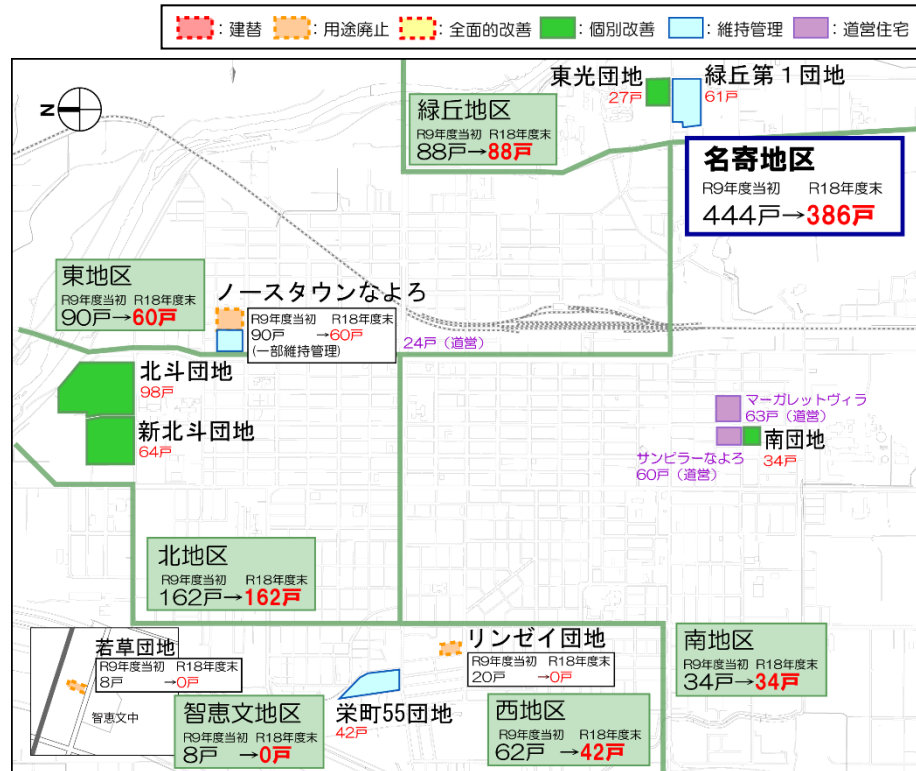 ：建替 ：用途廃止 ：全面的改善 ：個別改善 ：維持管理 ：道営住宅
N
東光団地
27戸
緑丘第１団地
61戸
緑丘地区
R9年度当初 R18年度末
88戸→88戸
名寄地区
R9年度当初 R18年度末
444戸→386戸
東地区
R9年度当初 R18年度末
90戸→60戸
ノースタウンなよろ
R9年度当初 R18年度末
90戸 →60戸
(一部維持管理)
24戸（道営）
北斗団地
98戸
新北斗団地
64戸
マーガレットヴィラ
63戸（道営）
サンピラーなよろ
60戸（道営）
南団地
34戸
北地区
R9年度当初 R18年度末
162戸→162戸
若草団地
R9年度当初 R18年度末
8戸 →0戸
智恵文中
智恵文地区
R9年度当初 R18年度末
8戸 →0戸
栄町55団地
42戸
リンゼイ団地
R9年度当初 R18年度末
20戸 →0戸
西地区
R9年度当初 R18年度末
62戸→42戸
南地区
R9年度当初 R18年度末
34戸→34戸